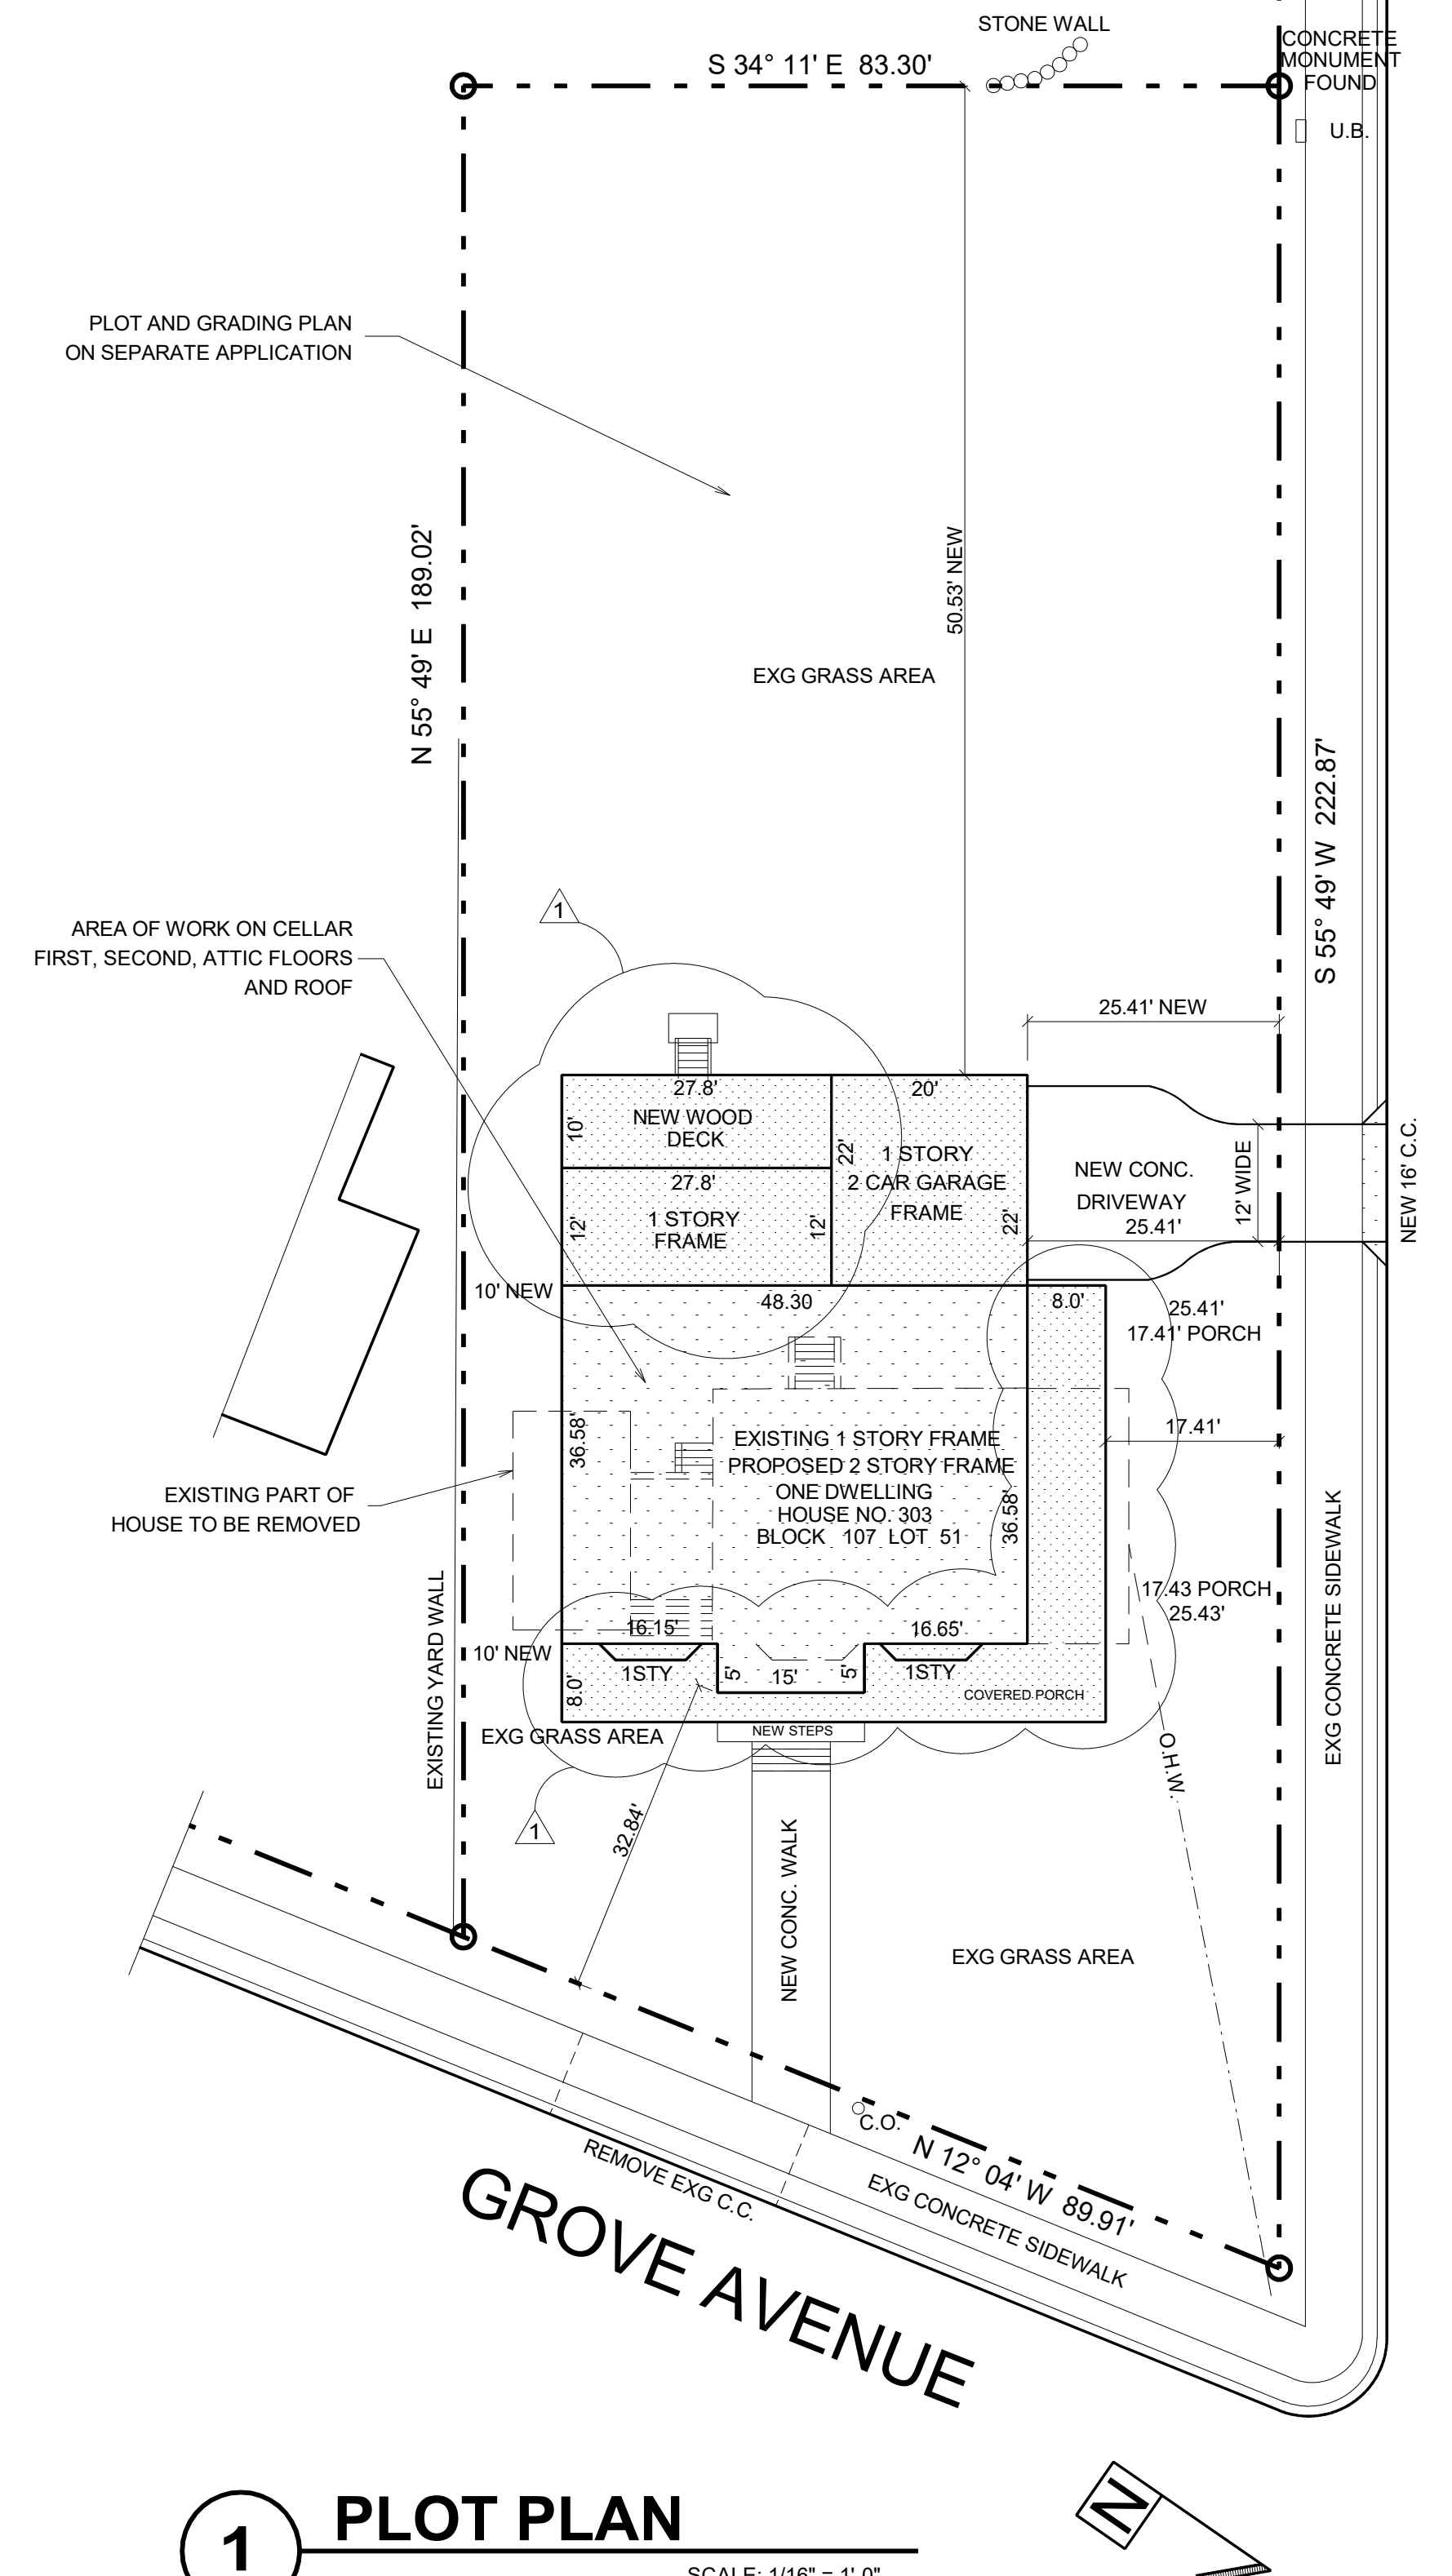 STONE WALL
CONCRETE
MONUMENT
FOUND
S 34° 11' E  83.30'
U.B.
PLOT AND GRADING PLAN
ON SEPARATE APPLICATION
N 55° 49' E  189.02'
50.53' NEW
EXG GRASS AREA
S 55° 49' W  222.87'
1
AREA OF WORK ON CELLAR
FIRST, SECOND, ATTIC FLOORS
AND ROOF
25.41' NEW
27.8'
20'
NEW WOOD
DECK
10'
22'
1 STORY
2 CAR GARAGE
FRAME
NEW CONC.
DRIVEWAY
25.41'
12' WIDE
NEW 16' C.C.
27.8'
1 STORY
FRAME
12'
12'
22'
10' NEW
48.30
8.0'
25.41'
17.41' PORCH
17.41'
36.58'
EXISTING 1 STORY FRAME
PROPOSED 2 STORY FRAME
ONE DWELLING
HOUSE NO. 303
BLOCK  107  LOT  51
36.58'
EXISTING PART OF
HOUSE TO BE REMOVED
EXISTING YARD WALL
EXG CONCRETE SIDEWALK
17.43 PORCH
25.43'
16.15'
16.65'
10' NEW
1STY
5'
15'
5'
1STY
8.0'
COVERED PORCH
EXG GRASS AREA
NEW STEPS
O.H.W.
1
32.84'
NEW CONC. WALK
EXG GRASS AREA
C.O.
N 12° 04' W  89.91'
REMOVE EXG C.C.
EXG CONCRETE SIDEWALK
GROVE AVENUE
N
1
PLOT PLAN
SCALE: 1/16" = 1'-0"